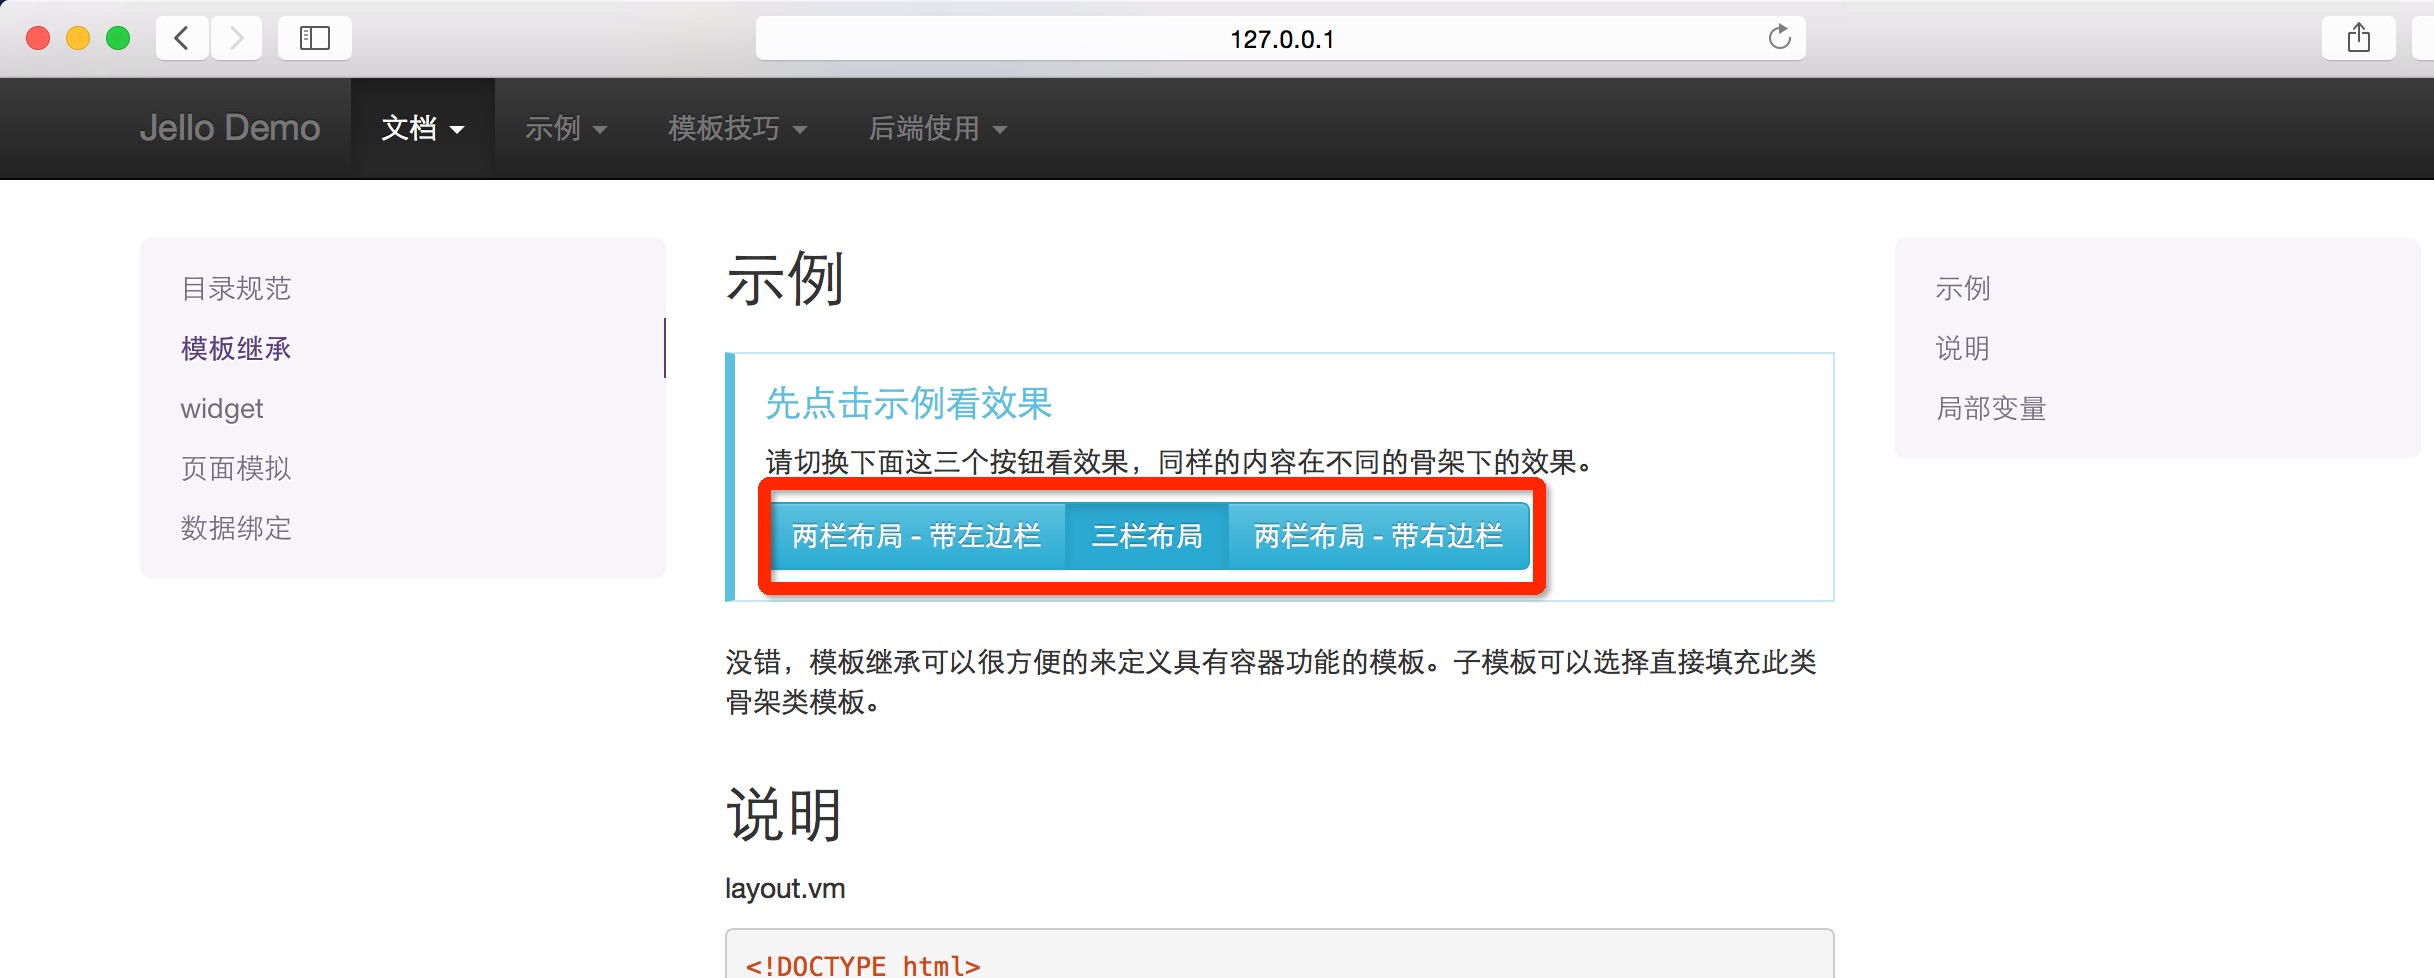 127.0.0.1
Jello Demo 文档 示例 模板技巧 后端使用
目录规范
模板继承
widget
页面模拟
数据绑定
示例
先点击示例看效果
请切换下面这三个按钮看效果，同样的内容在不同的骨架下的效果。
两栏布局 - 带左边栏 三栏布局 两栏布局 - 带右边栏
没错，模板继承可以很方便的来定义具有容器功能的模板。子模板可以选择直接填充此类
骨架类模板。
说明
layout.vm
<!DOCTYPE html>
示例
说明
局部变量